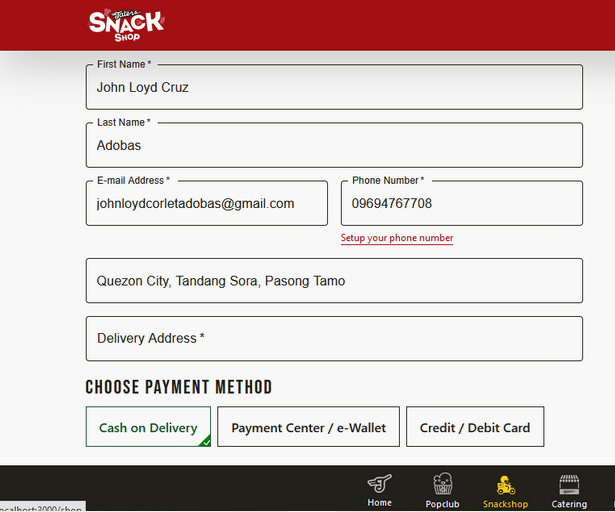 Taters
SNACK
SHOP
First Name *
John Loyd Cruz
Last Name *
Adobas
E-mail Address *
Phone Number *
johnloydcorletadobas@gmail.com
09694767708
Setup your phone number
Quezon City, Tandang Sora, Pasong Tamo
Delivery Address *
CHOOSE PAYMENT METHOD
Cash on Delivery
Payment Center / e-Wallet
Credit / Debit Card
Home
Popclub
Snackshop
Catering
ocalhost:3000/shop